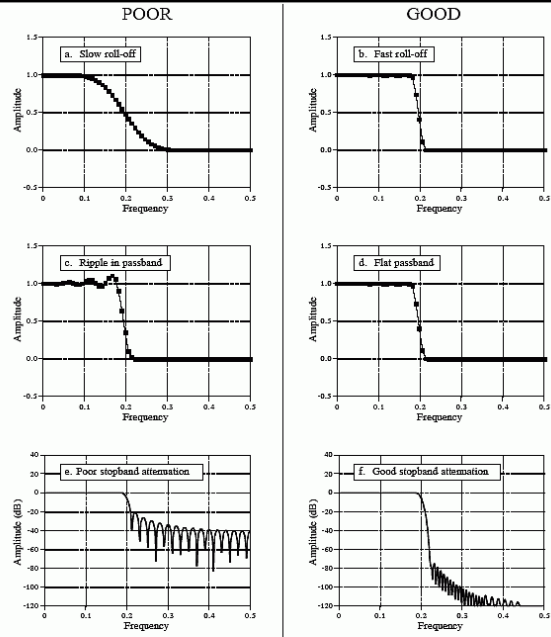 POOR
GOOD
1.5
1.0
0.5
0.0
-0.5
Amplitude
a. Slow roll-off
0 0.1 0.2 0.3 0.4 0.5
Frequency
1.5
1.0
0.5
0.0
-0.5
Amplitude
b. Fast roll-off
0 0.1 0.2 0.3 0.4 0.5
Frequency
1.5
1.0
0.5
0.0
-0.5
Amplitude
c. Ripple in passband
0 0.1 0.2 0.3 0.4 0.5
Frequency
1.5
1.0
0.5
0.0
-0.5
Amplitude
d. Flat passband
0 0.1 0.2 0.3 0.4 0.5
Frequency
40
20
0
-20
-40
-60
-80
-100
-120
Amplitude (dB)
e. Poor stopband attenuation
0 0.1 0.2 0.3 0.4 0.5
Frequency
40
20
0
-20
-40
-60
-80
-100
-120
Amplitude (dB)
f. Good stopband attenuation
0 0.1 0.2 0.3 0.4 0.5
Frequency